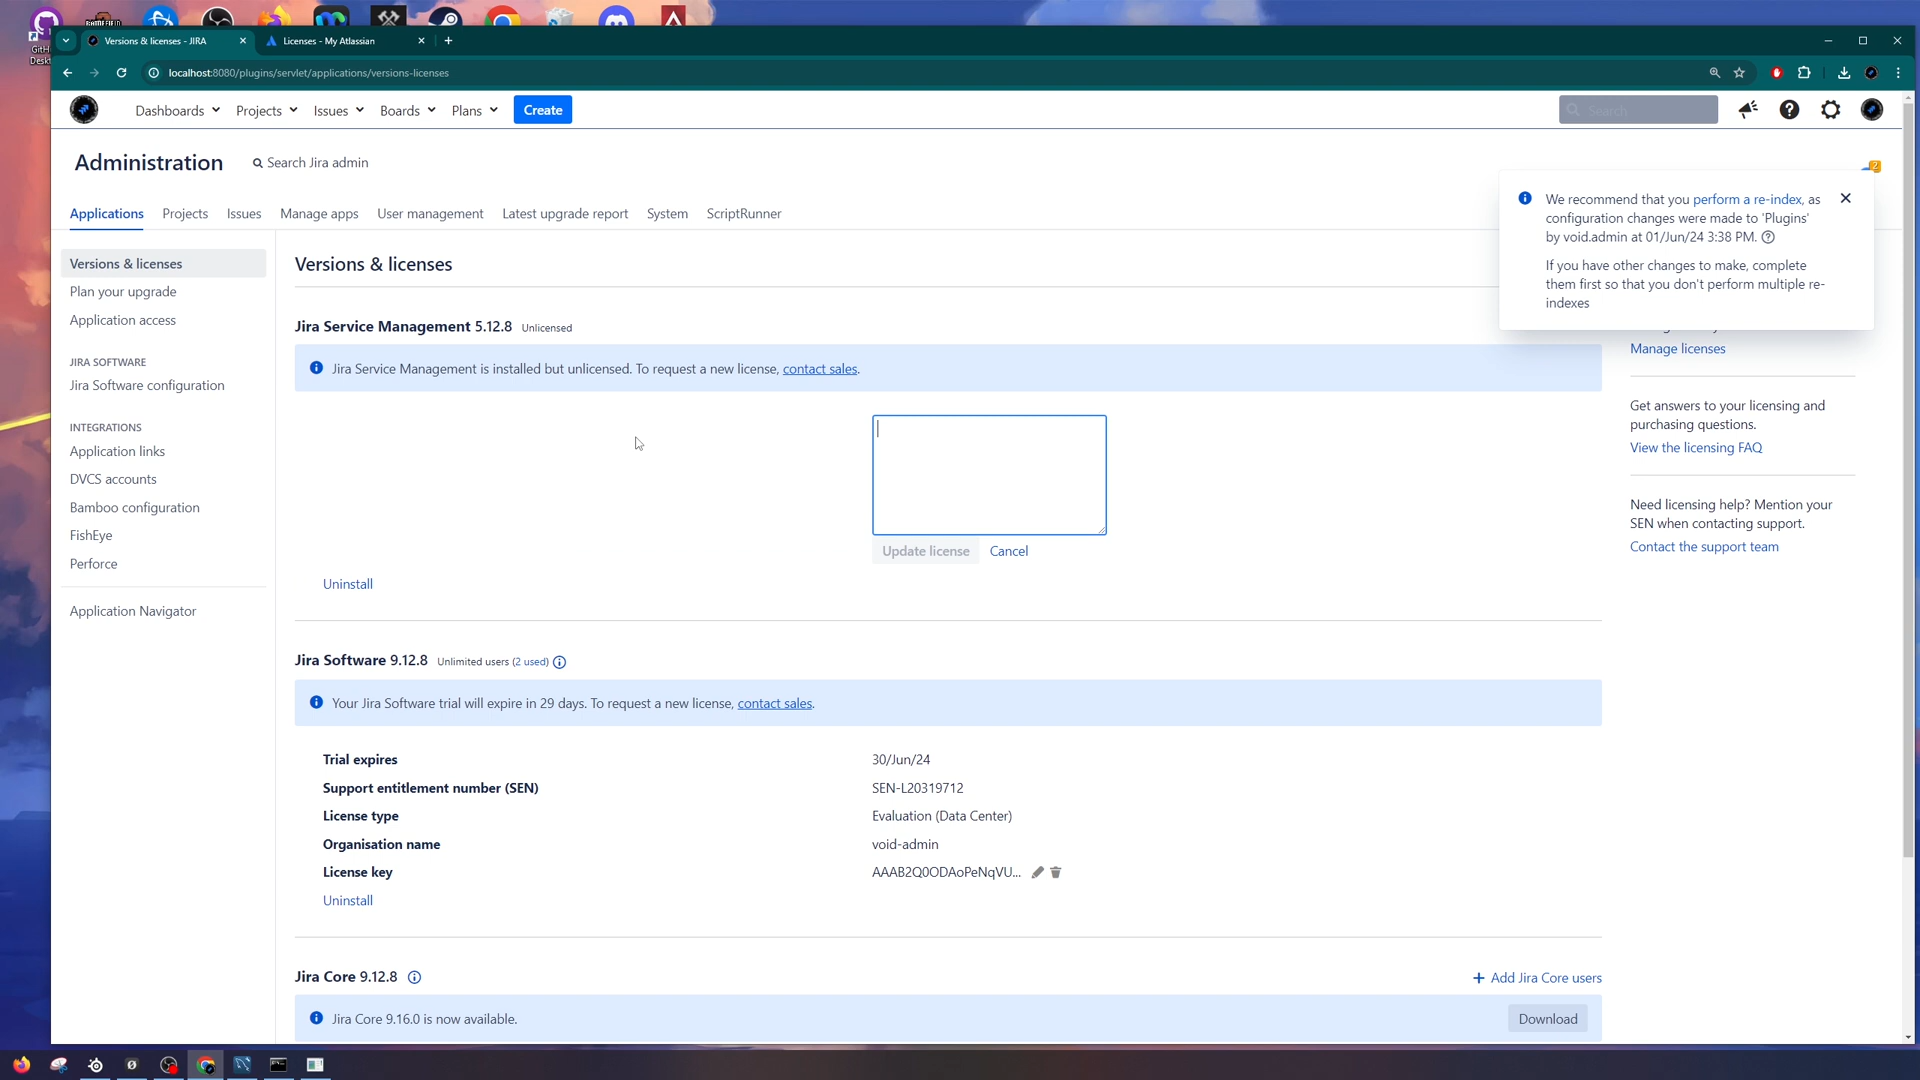 GitHub
Desk
Versions & licenses - JIRA
Licenses - My Atlassian
localhost:8080/plugins/servlet/applications/versions-licenses
Dashboards
Projects
Issues
Boards
Plans
Create
Search
Administration
Search Jira admin
Applications
Projects
Issues
Manage apps
User management
Latest upgrade report
System
ScriptRunner
We recommend that you perform a re-index, as
configuration changes were made to 'Plugins'
by void.admin at 01/Jun/24 3:38 PM.
If you have other changes to make, complete
them first so that you don't perform multiple re-
indexes
Versions & licenses
Plan your upgrade
Application access
JIRA SOFTWARE
Jira Software configuration
INTEGRATIONS
Application links
DVCS accounts
Bamboo configuration
FishEye
Perforce
Application Navigator
Versions & licenses
Jira Service Management 5.12.8 Unlicensed
Jira Service Management is installed but unlicensed. To request a new license, contact sales.
Update license
Cancel
Uninstall
Jira Software 9.12.8 Unlimited users (2 used)
Your Jira Software trial will expire in 29 days. To request a new license, contact sales.
Trial expires 30/Jun/24
Support entitlement number (SEN) SEN-L20319712
License type Evaluation (Data Center)
Organisation name void-admin
License key AAAB2Q0ODAoPeNqVU...
Uninstall
Jira Core 9.12.8
Add Jira Core users
Jira Core 9.16.0 is now available.
Download
Manage licenses
Get answers to your licensing and
purchasing questions.
View the licensing FAQ
Need licensing help? Mention your
SEN when contacting support.
Contact the support team